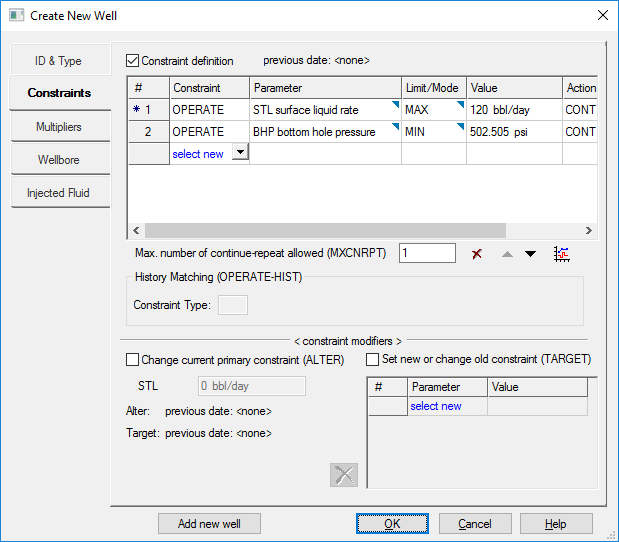 Create New Well
ID & Type
Constraints
Multipliers
Wellbore
Injected Fluid
Constraint definition previous date: <none>
# Constraint Parameter Limit/Mode Value Action
* 1 OPERATE STL surface liquid rate MAX 120 bbl/day CONT
2 OPERATE BHP bottom hole pressure MIN 502.505 psi CONT
select new
Max. number of continue-repeat allowed (MXCNRPT) 1
History Matching (OPERATE-HIST)
Constraint Type:
< constraint modifiers >
Change current primary constraint (ALTER)
STL 0 bbl/day
Alter: previous date: <none>
Target: previous date: <none>
Set new or change old constraint (TARGET)
# Parameter Value
select new
Add new well OK Cancel Help